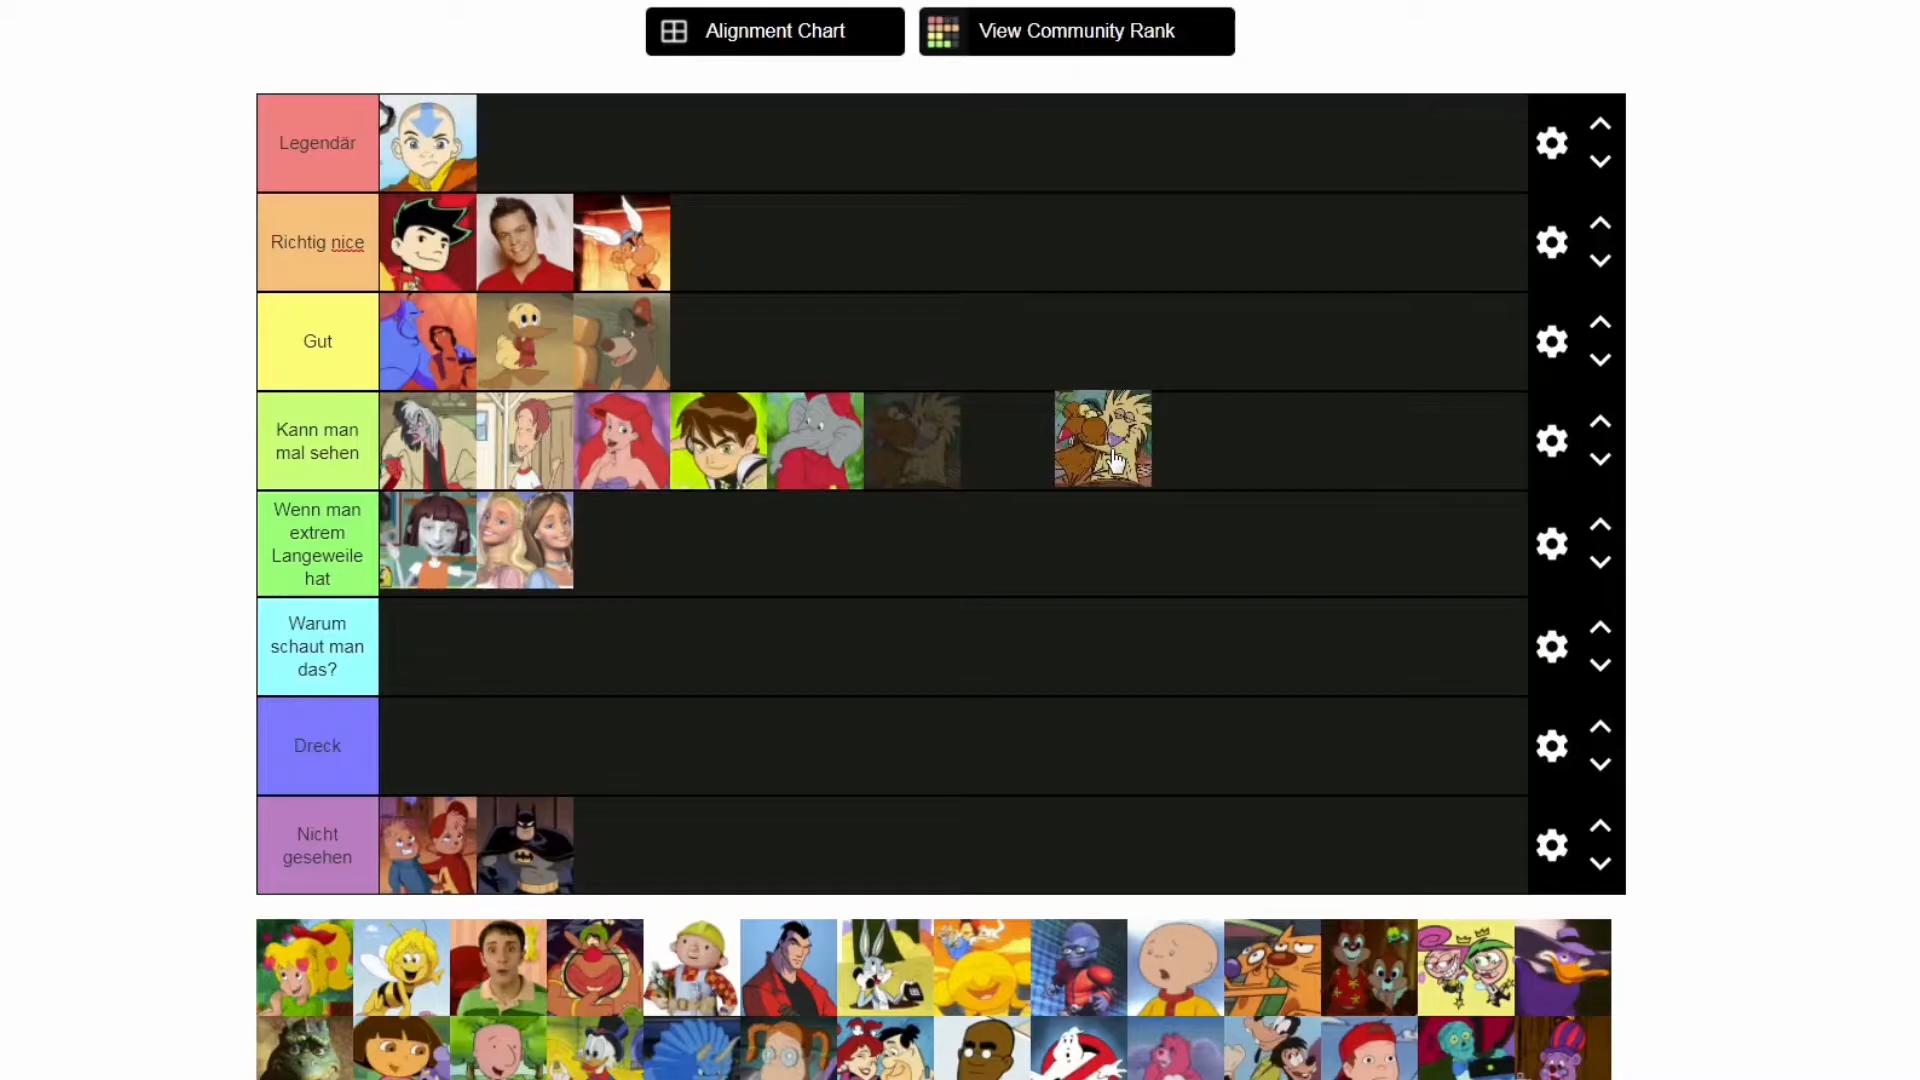 Alignment Chart
View Community Rank
Legendär
Richtig nice
Gut
Kann man
mal sehen
Wenn man
extrem
Langeweile
hat
Warum
schaut man
das?
Dreck
Nicht
gesehen